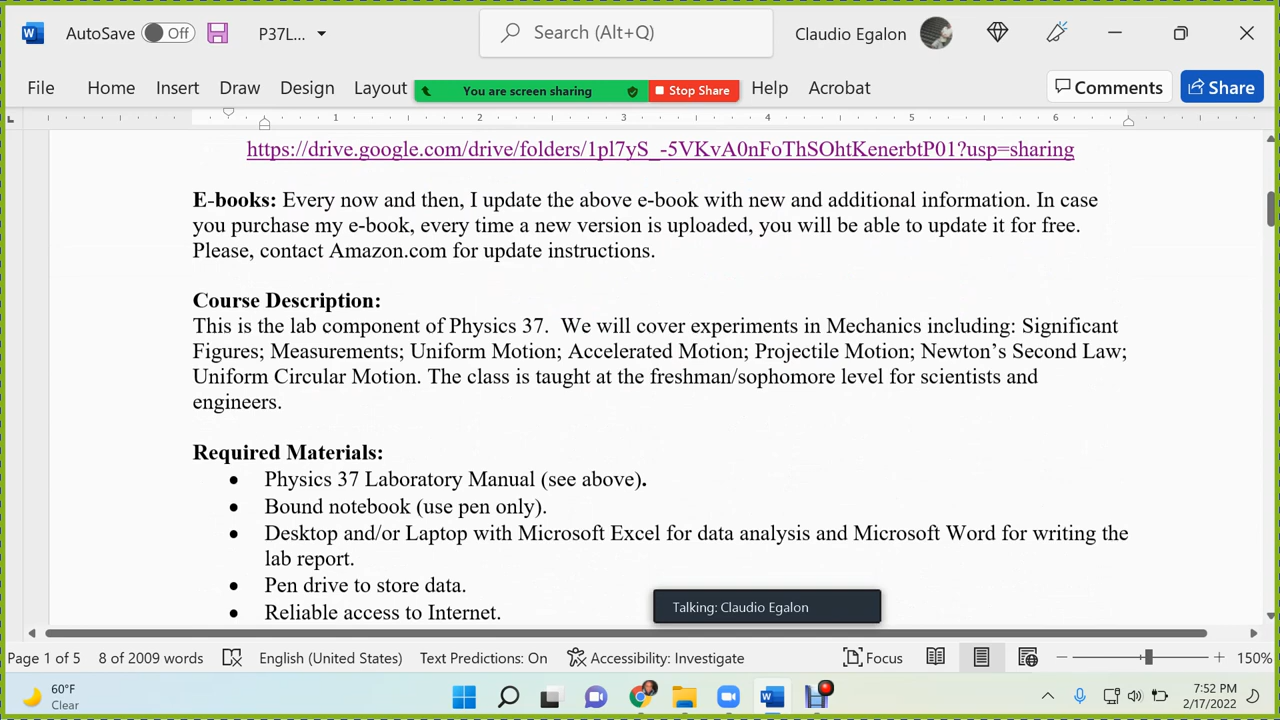 AutoSave Off P37L... Search (Alt+Q) Claudio Egalon
File Home Insert Draw Design Layout You are screen sharing Stop Share Help Acrobat Comments Share
1 2 3 4 5 6
https://drive.google.com/drive/folders/1pl7yS_-5VKvA0nFoThSOhtKenerbtP01?usp=sharing
E-books: Every now and then, I update the above e-book with new and additional information. In case
you purchase my e-book, every time a new version is uploaded, you will be able to update it for free.
Please, contact Amazon.com for update instructions.
Course Description:
This is the lab component of Physics 37.  We will cover experiments in Mechanics including: Significant
Figures; Measurements; Uniform Motion; Accelerated Motion; Projectile Motion; Newton's Second Law;
Uniform Circular Motion. The class is taught at the freshman/sophomore level for scientists and
engineers.
Required Materials:
• Physics 37 Laboratory Manual (see above).
• Bound notebook (use pen only).
• Desktop and/or Laptop with Microsoft Excel for data analysis and Microsoft Word for writing the
lab report.
• Pen drive to store data.
• Reliable access to Internet.
Talking: Claudio Egalon
Page 1 of 5 8 of 2009 words English (United States) Text Predictions: On Accessibility: Investigate Focus 150%
60°F
Clear
7:52 PM
2/17/2022